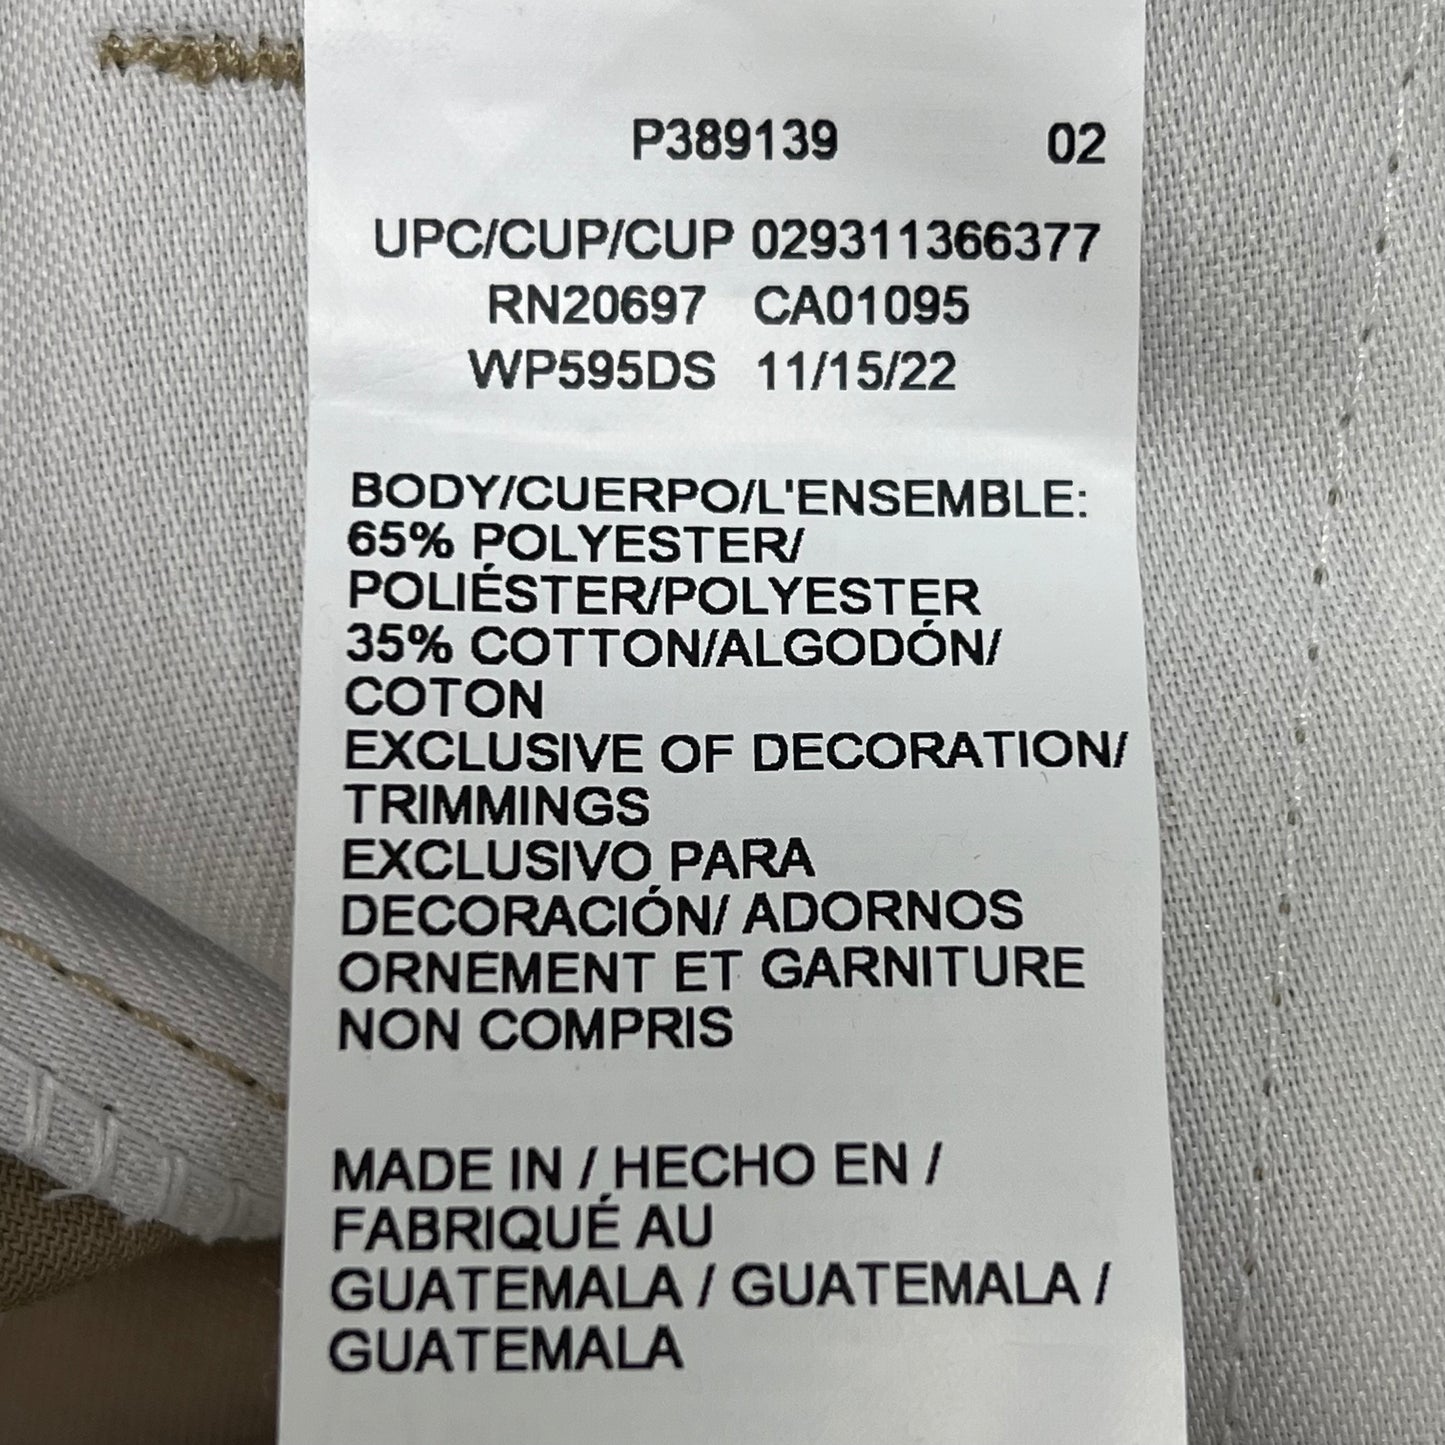 P389139 02
UPC/CUP/CUP 029311366377
RN20697 CA01095
WP595DS 11/15/22
BODY/CUERPO/L'ENSEMBLE:
65% POLYESTER/
POLIÉSTER/POLYESTER
35% COTTON/ALGODÓN/
COTON
EXCLUSIVE OF DECORATION/
TRIMMINGS
EXCLUSIVO PARA
DECORACIÓN/ ADORNOS
ORNEMENT ET GARNITURE
NON COMPRIS
MADE IN / HECHO EN /
FABRIQUÉ AU
GUATEMALA / GUATEMALA /
GUATEMALA